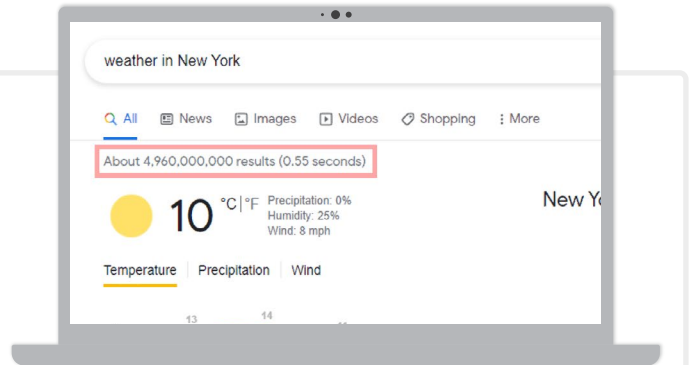 weather in New York
All News Images Videos Shopping : More
About 4,960,000,000 results (0.55 seconds)
10 °C|°F Precipitation: 0%
Humidity: 25%
Wind: 8 mph
New Yo
Temperature Precipitation Wind
13 14